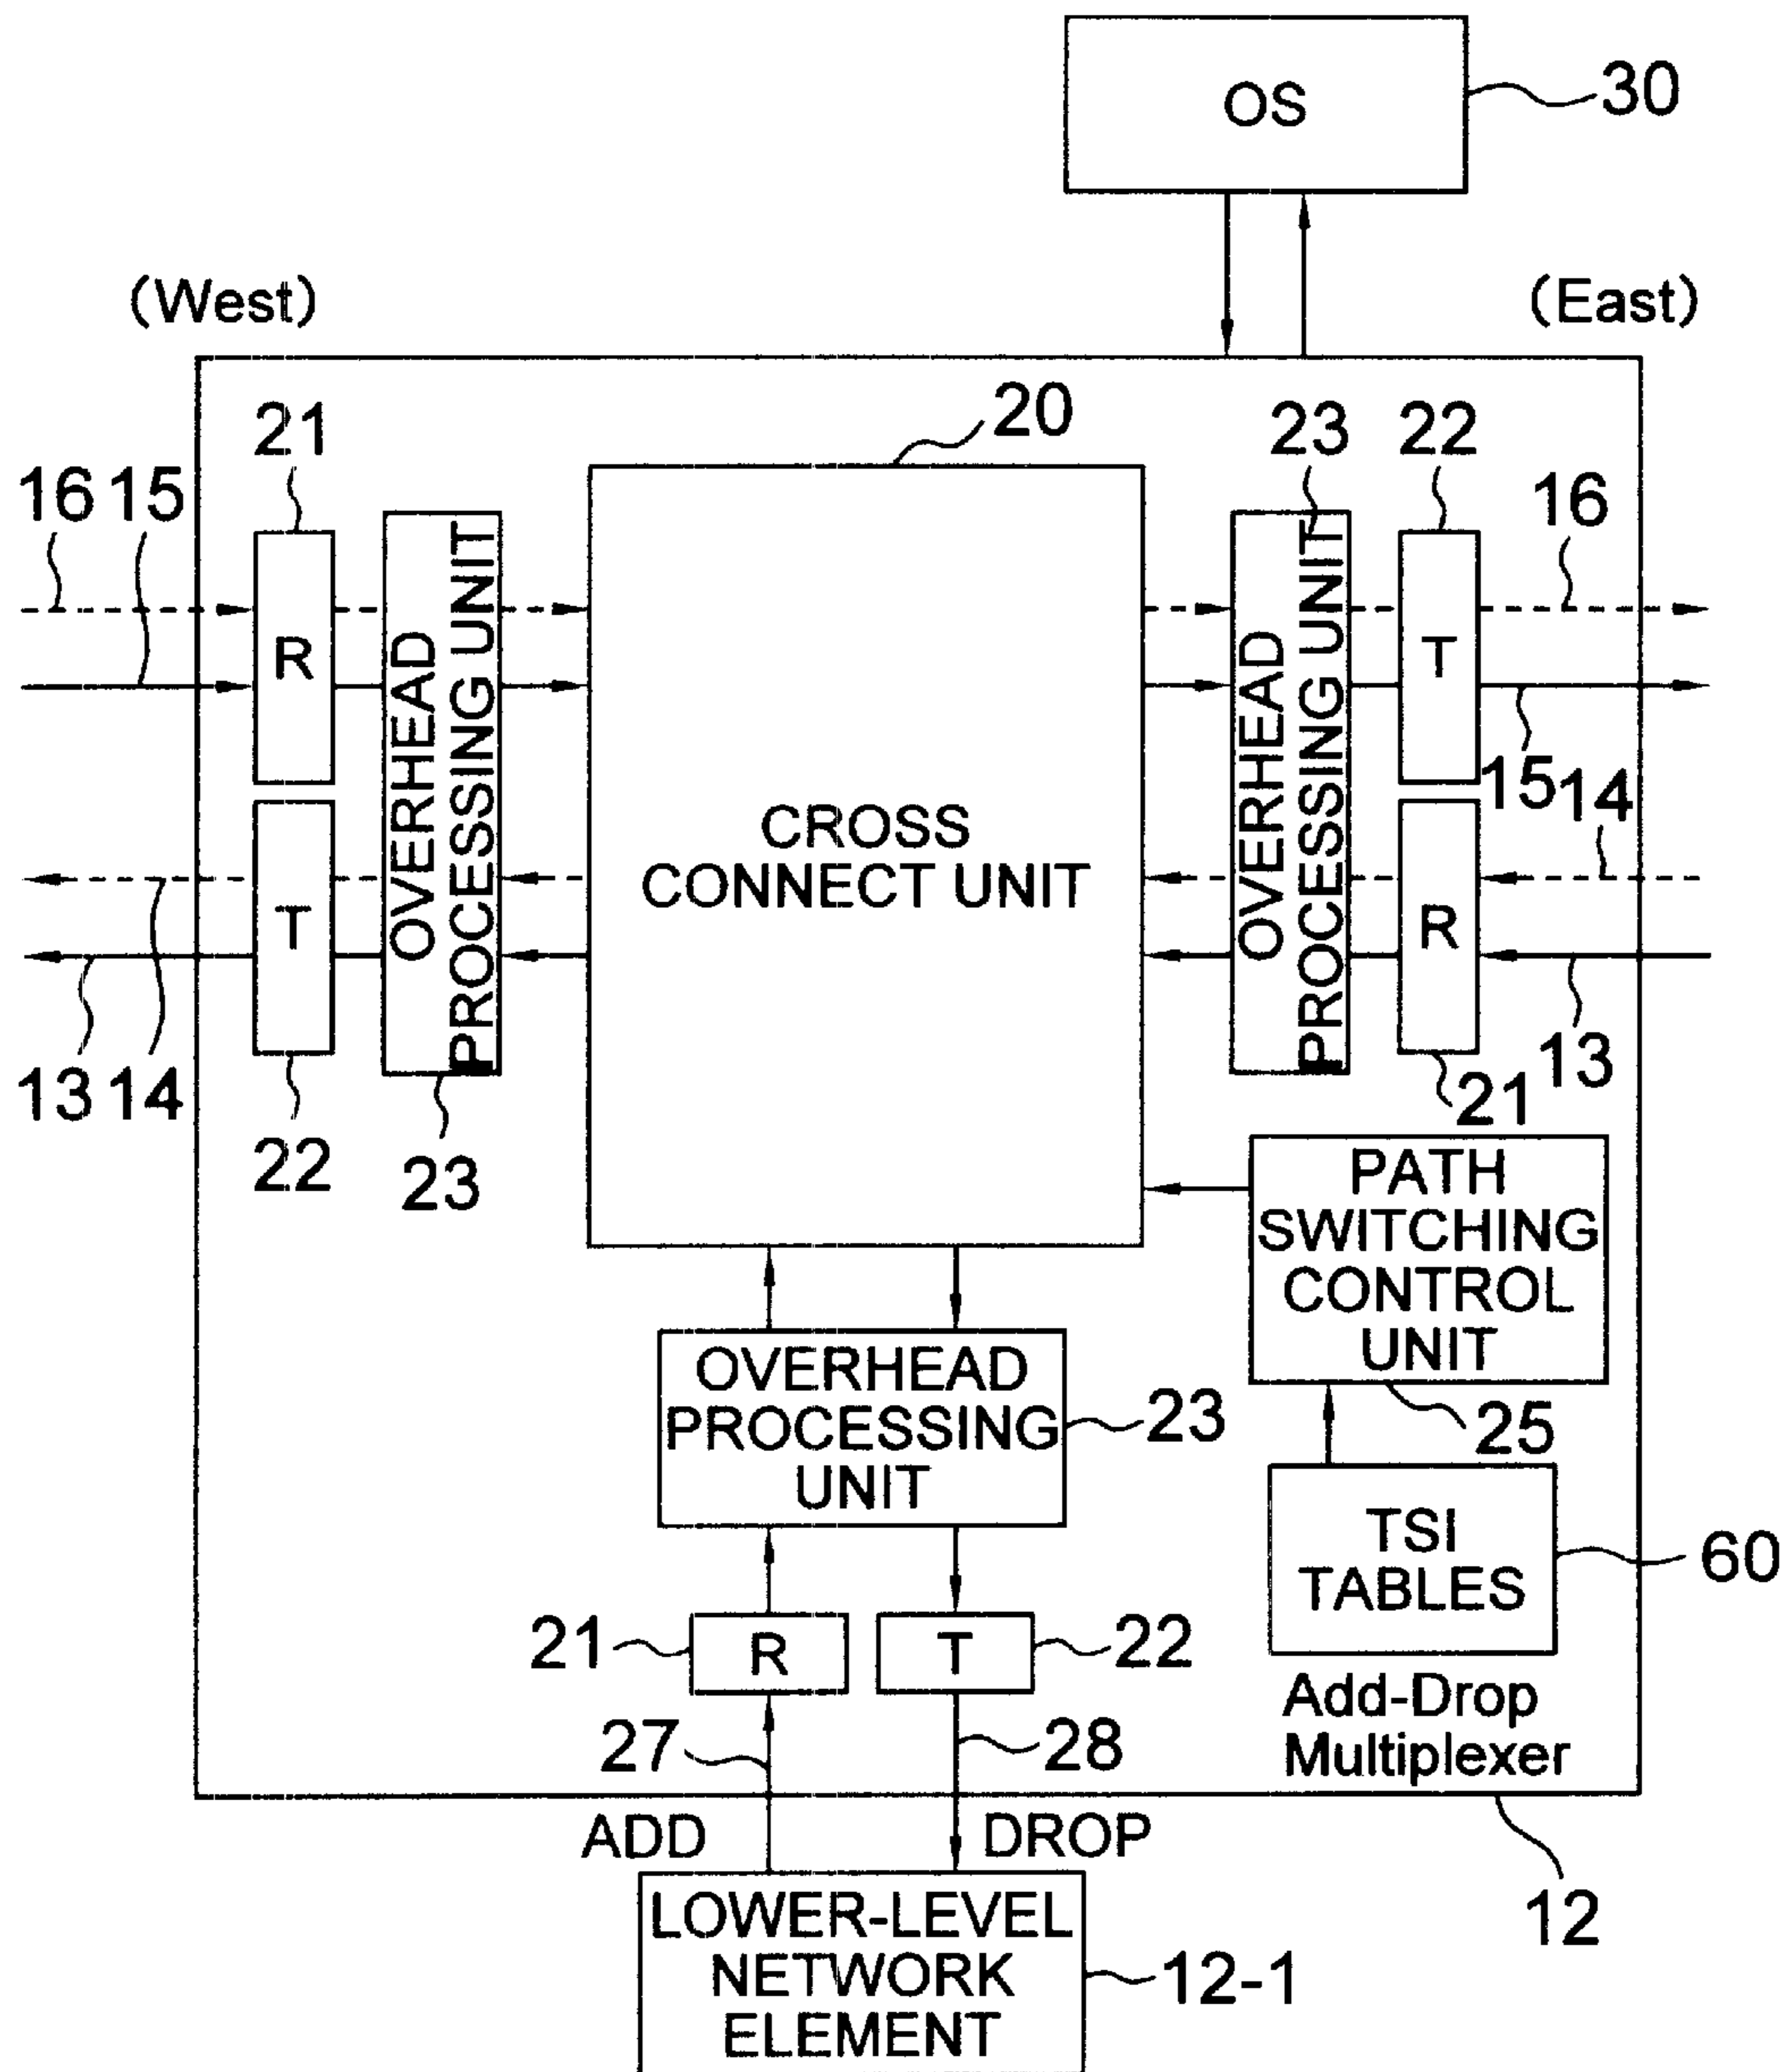 OS
30
(West)
(East)
21
20
23
22
16
15
16
OVERHEAD
PROCESSING UNIT
OVERHEAD
PROCESSING UNIT
R
T
15
14
CROSS
CONNECT UNIT
T
R
13
14
22
23
13
21
PATH
SWITCHING
CONTROL
UNIT
OVERHEAD
PROCESSING
UNIT
23
25
TSI
TABLES
60
21
R
T
22
27
28
Add-Drop
Multiplexer
ADD
DROP
12
LOWER-LEVEL
NETWORK
ELEMENT
12-1